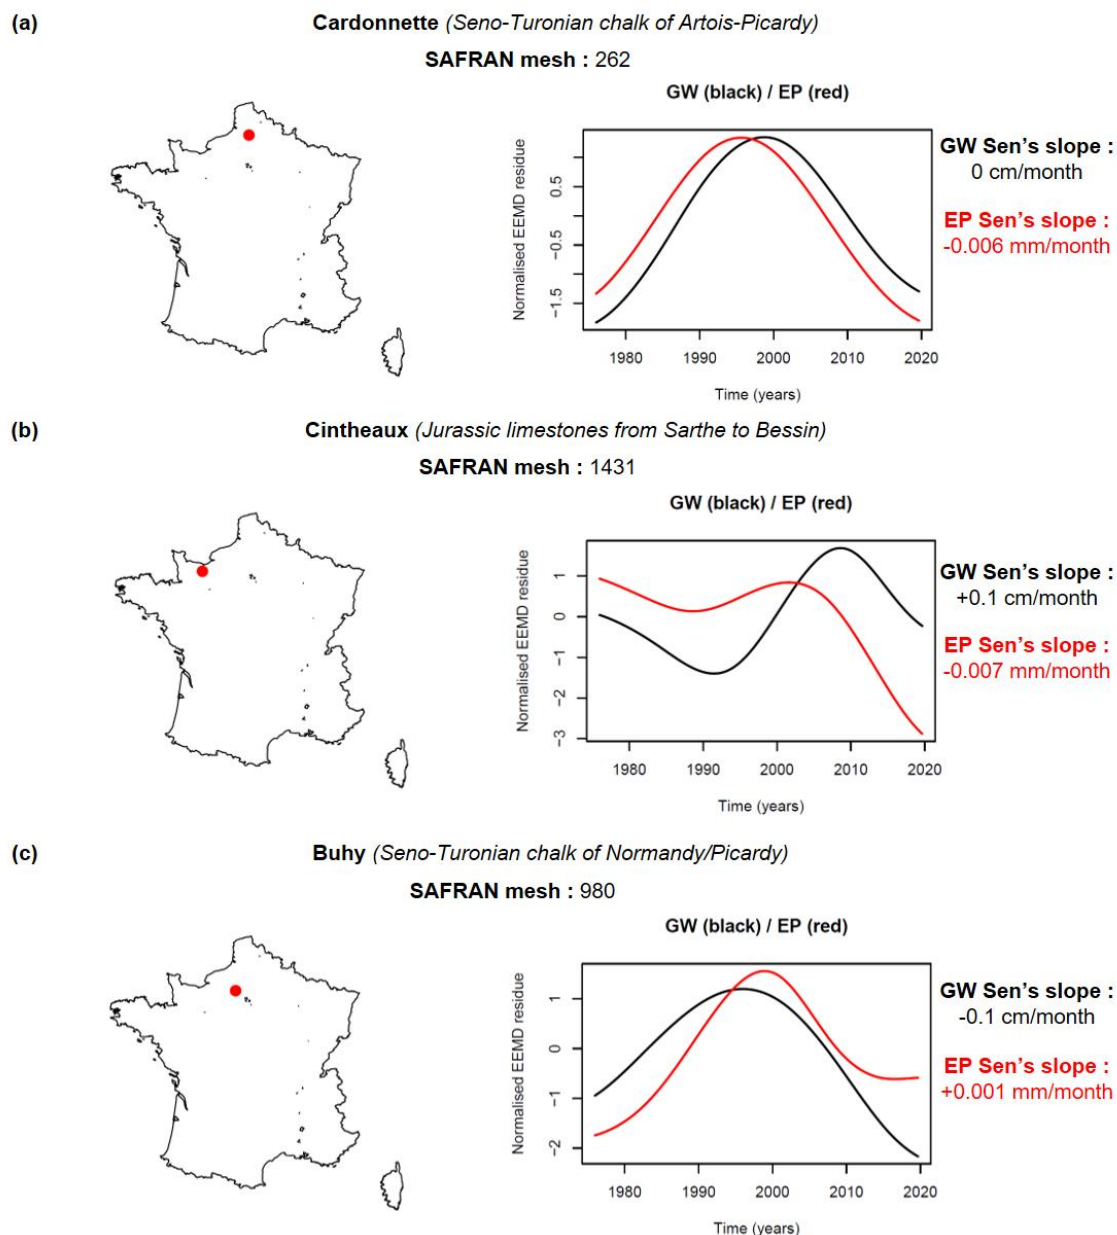 (a)
Cardonnette (Seno-Turonian chalk of Artois-Picardy)
SAFRAN mesh : 262
GW (black) / EP (red)
Normalised EEMD residue
0.5
-0.5
-1.5
1980 1990 2000 2010 2020
Time (years)
GW Sen's slope :
0 cm/month
EP Sen's slope :
-0.006 mm/month
(b)
Cintheaux (Jurassic limestones from Sarthe to Bessin)
SAFRAN mesh : 1431
GW (black) / EP (red)
Normalised EEMD residue
1
0
-1
-2
-3
1980 1990 2000 2010 2020
Time (years)
GW Sen's slope :
+0.1 cm/month
EP Sen's slope :
-0.007 mm/month
(c)
Buhy (Seno-Turonian chalk of Normandy/Picardy)
SAFRAN mesh : 980
GW (black) / EP (red)
Normalised EEMD residue
1
0
-1
-2
1980 1990 2000 2010 2020
Time (years)
GW Sen's slope :
-0.1 cm/month
EP Sen's slope :
+0.001 mm/month